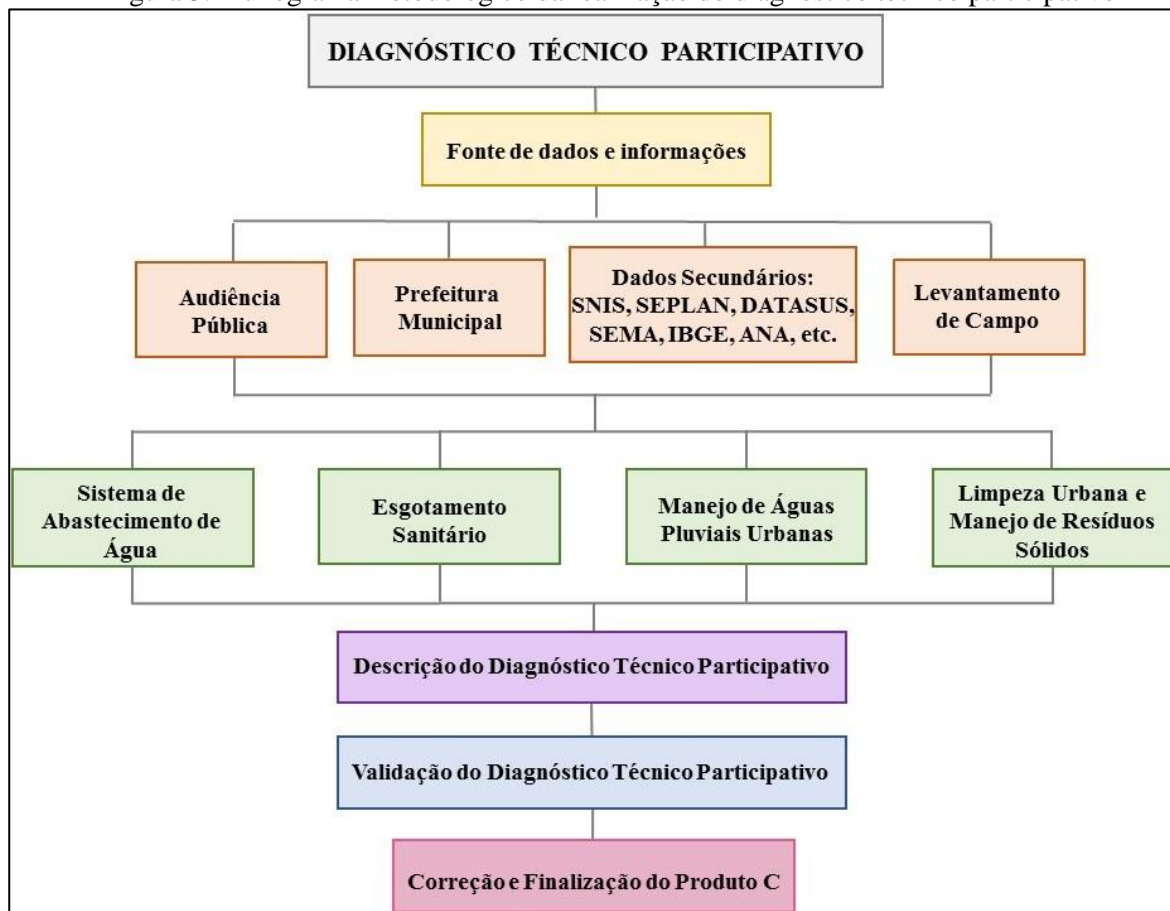 DIAGNÓSTICO TÉCNICO PARTICIPATIVO
Fonte de dados e informações
Audiência
Pública
Prefeitura
Municipal
Dados Secundários:
SNIS, SEPLAN, DATASUS,
SEMA, IBGE, ANA, etc.
Levantamento
de Campo
Sistema de
Abastecimento de
Água
Esgotamento
Sanitário
Manejo de Águas
Pluviais Urbanas
Limpeza Urbana e
Manejo de Resíduos
Sólidos
Descrição do Diagnóstico Técnico Participativo
Validação do Diagnóstico Técnico Participativo
Correção e Finalização do Produto C